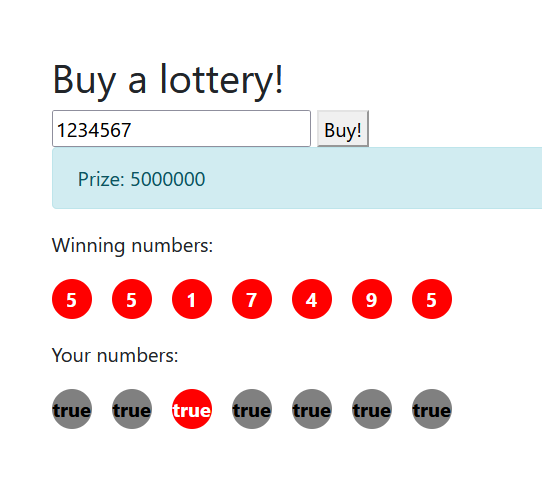 Buy a lottery!
1234567 Buy!
Prize: 5000000
Winning numbers:
5 5 1 7 4 9 5
Your numbers:
true true true true true true true